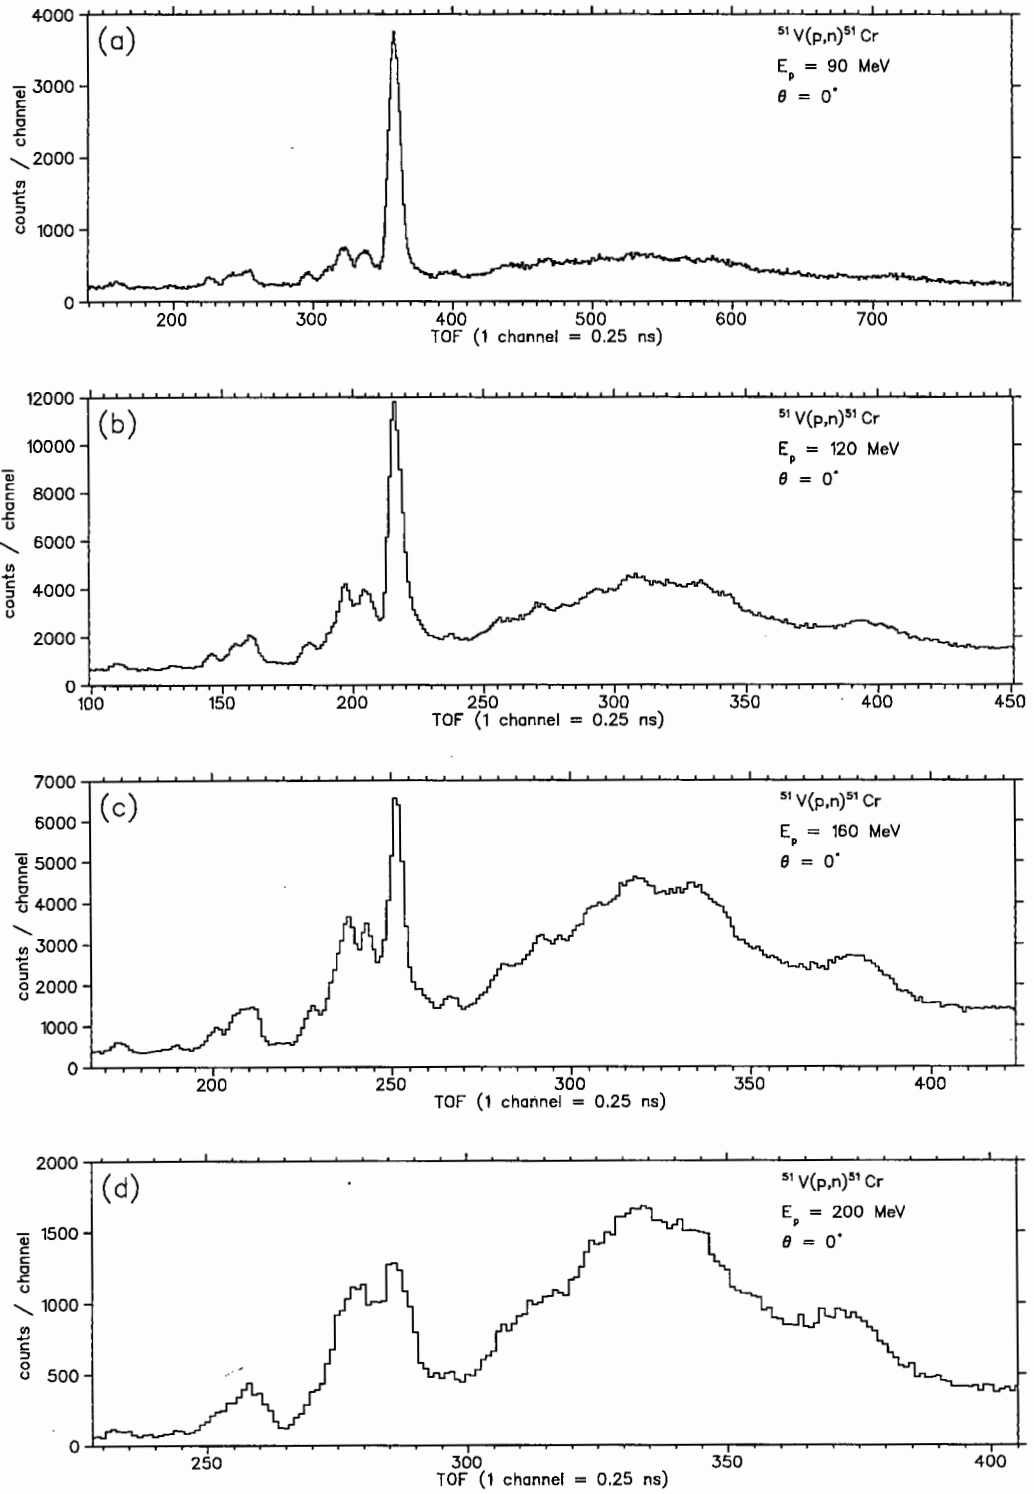 4000
(a)
⁵¹V(p,n)⁵¹Cr
E_p = 90 MeV
θ = 0°
3000
2000
1000
0
counts / channel
200 300 400 500 600 700
TOF (1 channel = 0.25 ns)
12000
(b)
⁵¹V(p,n)⁵¹Cr
E_p = 120 MeV
θ = 0°
10000
8000
6000
4000
2000
0
counts / channel
100 150 200 250 300 350 400 450
TOF (1 channel = 0.25 ns)
7000
(c)
⁵¹V(p,n)⁵¹Cr
E_p = 160 MeV
θ = 0°
6000
5000
4000
3000
2000
1000
0
counts / channel
200 250 300 350 400
TOF (1 channel = 0.25 ns)
2000
(d)
⁵¹V(p,n)⁵¹Cr
E_p = 200 MeV
θ = 0°
1500
1000
500
0
counts / channel
250 300 350 400
TOF (1 channel = 0.25 ns)